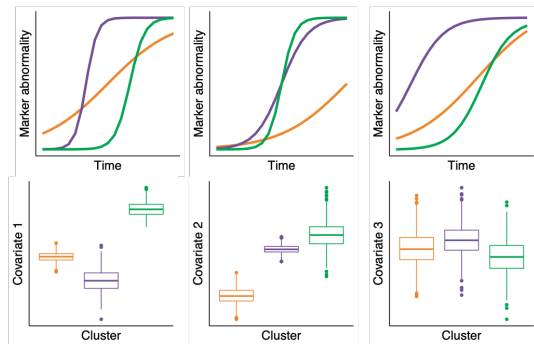 Marker abnormality
Time
Marker abnormality
Time
Marker abnormality
Time
Covariate 1
Cluster
Covariate 2
Cluster
Covariate 3
Cluster